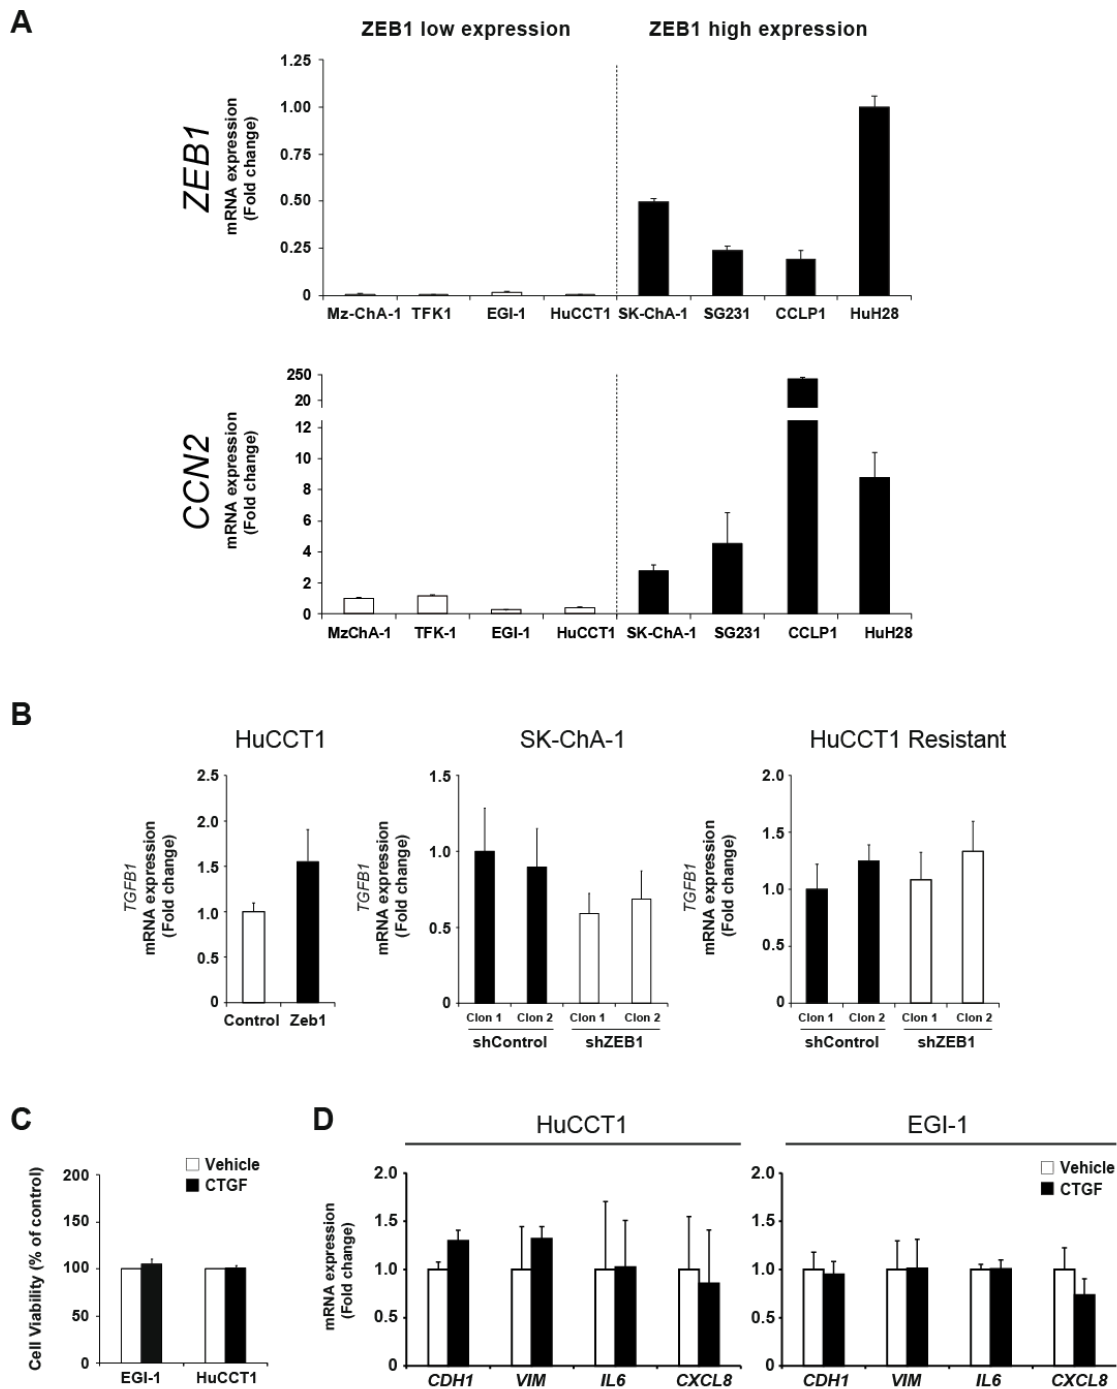 A
ZEB1 low expression ZEB1 high expression
ZEB1
mRNA expression
(Fold change)
1.25
1.00
0.75
0.50
0.25
0
Mz-ChA-1 TFK1 EGI-1 HuCCT1 SK-ChA-1 SG231 CCLP1 HuH28
CCN2
mRNA expression
(Fold change)
250
20
12
10
8
6
4
2
0
MzChA-1 TFK-1 EGI-1 HuCCT1 SK-ChA-1 SG231 CCLP1 HuH28
B
HuCCT1
TGFB1
mRNA expression
(Fold change)
2.5
2.0
1.5
1.0
0.5
0
Control Zeb1
SK-ChA-1
TGFB1
mRNA expression
(Fold change)
1.5
1.0
0.5
0
Clon 1 Clon 2 Clon 1 Clon 2
shControl shZEB1
HuCCT1 Resistant
TGFB1
mRNA expression
(Fold change)
2.0
1.5
1.0
0.5
0
Clon 1 Clon 2 Clon 1 Clon 2
shControl shZEB1
C
Vehicle
CTGF
Cell Viability (% of control)
200
150
100
50
0
EGI-1 HuCCT1
D
HuCCT1
mRNA expression
(Fold change)
2.0
1.5
1.0
0.5
0
CDH1 VIM IL6 CXCL8
EGI-1
Vehicle
CTGF
2.0
1.5
1.0
0.5
0
CDH1 VIM IL6 CXCL8